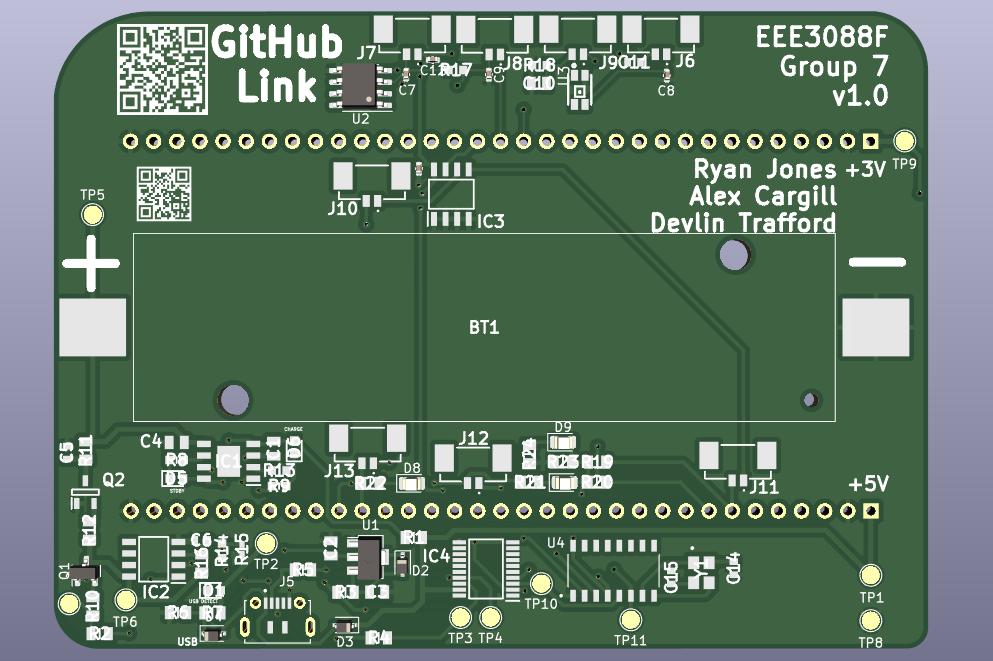 GitHub
Link
EEE3088F
Group 7
v1.0
J7
J8
J9
J6
C7
R17
C9
R18
C10
C11
C8
U2
TP9
Ryan Jones
+3V
Alex Cargill
Devlin Trafford
TP5
J10
IC3
+
−
BT1
C5
R11
C4
R8
IC1
C1
CHARGE
R13
R9
D5
STDBY
J13
R22
D8
J12
D9
R24
R23
R19
R21
R20
J11
+5V
Q2
R12
Q1
R10
R2
TP6
IC2
C6
R16
R14
R15
TP2
USB DETECT
R6
R7
USB
J5
R5
C2
U1
R1
D2
R3
C3
D3
R4
IC4
TP3
TP4
TP10
U4
TP11
C15
Y1
C14
TP1
TP8